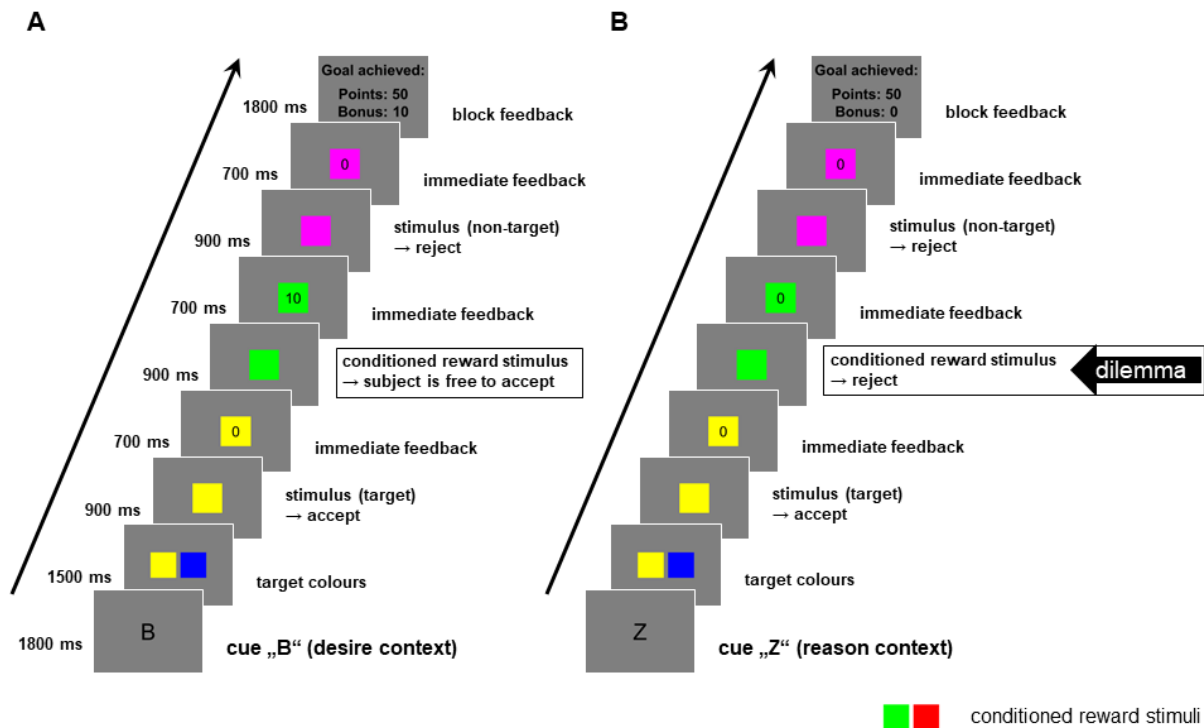 A
Goal achieved:
Points: 50
Bonus: 10
1800 ms
block feedback
0
700 ms
immediate feedback
stimulus (non-target)
→ reject
900 ms
10
700 ms
immediate feedback
conditioned reward stimulus
→ subject is free to accept
900 ms
0
700 ms
immediate feedback
stimulus (target)
→ accept
900 ms
1500 ms
target colours
B
1800 ms
cue „B“ (desire context)
B
Goal achieved:
Points: 50
Bonus: 0
block feedback
0
immediate feedback
stimulus (non-target)
→ reject
0
immediate feedback
conditioned reward stimulus
→ reject
dilemma
0
immediate feedback
stimulus (target)
→ accept
target colours
Z
cue „Z“ (reason context)
conditioned reward stimuli